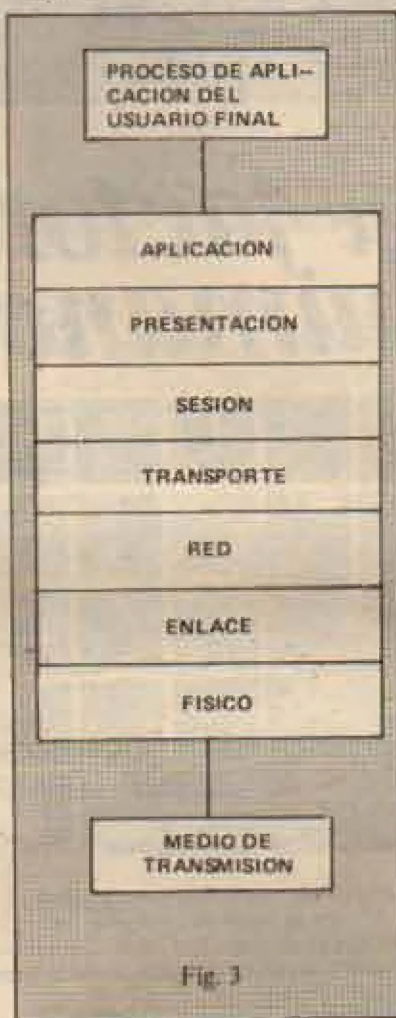 PROCESO DE APLI-
CACION DEL
USUARIO FINAL
APLICACION
PRESENTACION
SESION
TRANSPORTE
RED
ENLACE
FISICO
MEDIO DE
TRANSMISION
Fig. 3